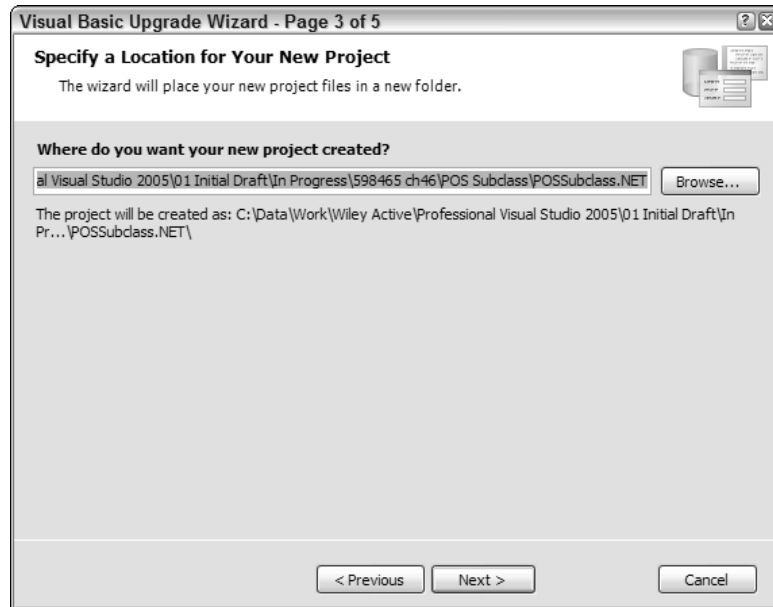 Visual Basic Upgrade Wizard - Page 3 of 5
Specify a Location for Your New Project
The wizard will place your new project files in a new folder.
Where do you want your new project created?
al Visual Studio 2005\01 Initial Draft\In Progress\598465 ch46\POS Subclass\POSSubclass.NET
Browse...
The project will be created as: C:\Data\Work\Wiley Active\Professional Visual Studio 2005\01 Initial Draft\In
Pr...\POSSubclass.NET\
< Previous
Next >
Cancel